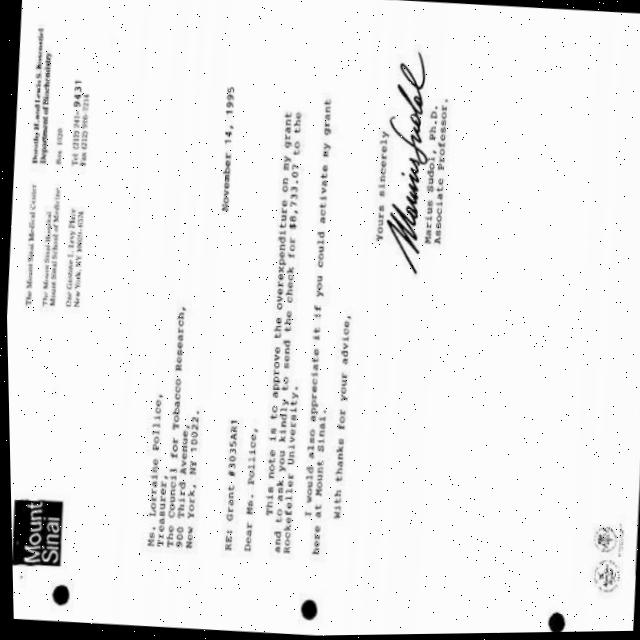 Mount
Sinai
The Mount Sinai Medical Center
The Mount Sinai Hospital
Mount Sinai School of Medicine
One Gustave L. Levy Place
New York, NY 10029-6574
Dorothy H. and Lewis S. Rosenstiel
Department of Biochemistry
Box 1020
Tel (212) 241-9431
Fax (212)
November 14, 1995
Ms. Lorraine Pollice,
Treasurer,
The Council for Tobacco Research,
900 Third Avenue,
New York, NY 10022.
RE: Grant #3035AR1
Dear Ms. Pollice,
This note is to approve the overexpenditure on my grant
and to ask you kindly to send the check for $8,733.07 to the
Rockefeller University.
I would also appreciate it if you could activate my grant
here at Mount Sinai.
With thanks for your advice,
Yours sincerely
Marius Sudol
Marius Sudol, Ph.D.
Associate Professor.